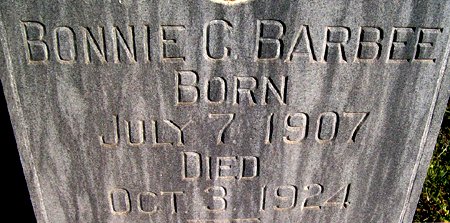 BONNIE C. BARBEE
BORN
JULY 7, 1907
DIED
OCT 3, 1924